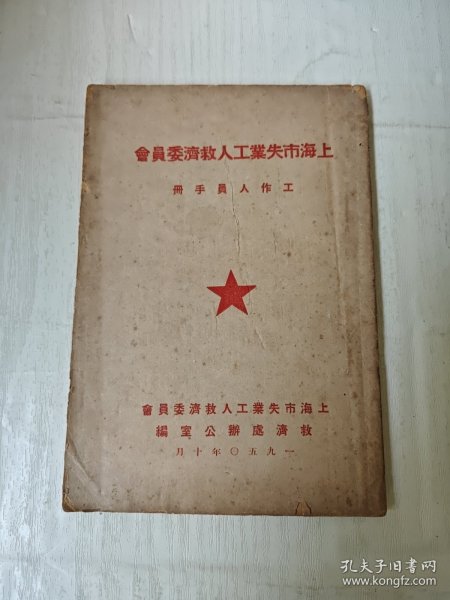 上海市失業工人救濟委員會
工作人員手冊
上海市失業工人救濟委員會
救濟處辦公室編
一九五〇年十月
孔夫子旧书网
www.kongfz.com